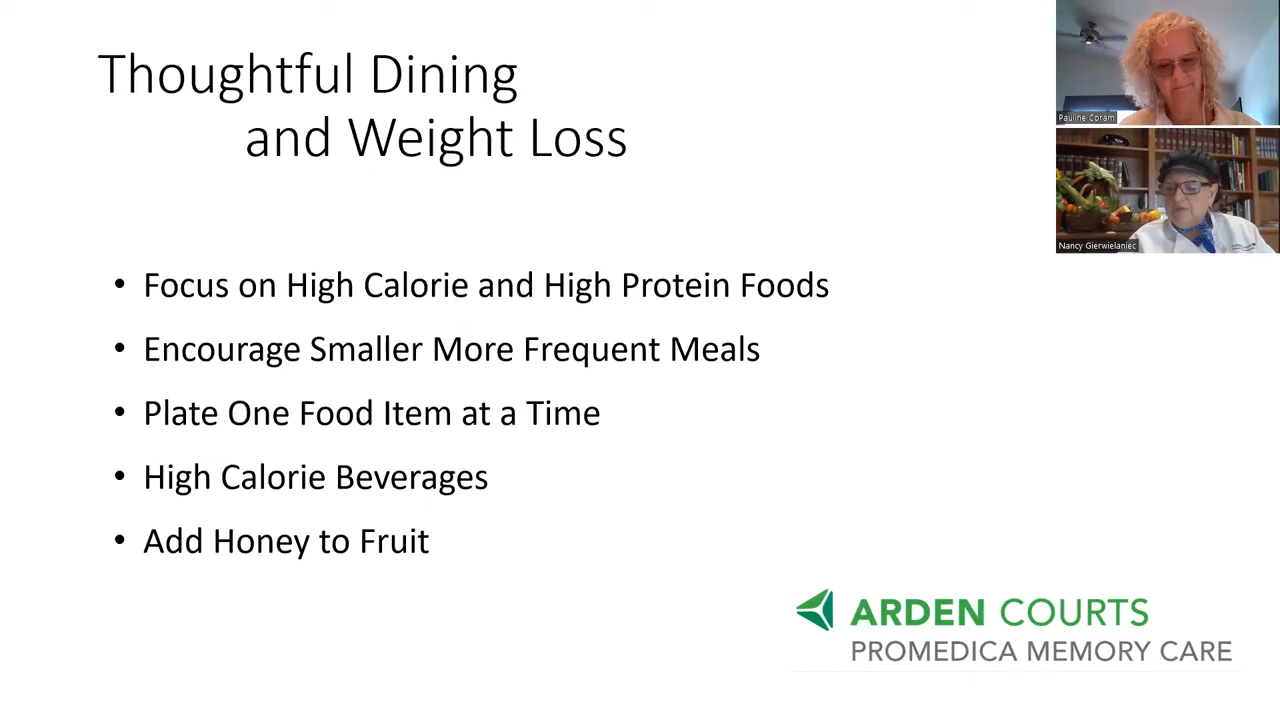 Thoughtful Dining
and Weight Loss
• Focus on High Calorie and High Protein Foods
• Encourage Smaller More Frequent Meals
• Plate One Food Item at a Time
• High Calorie Beverages
• Add Honey to Fruit
ARDEN COURTS
PROMEDICA MEMORY CARE
Pauline Coram
Nancy Gierwielaniec